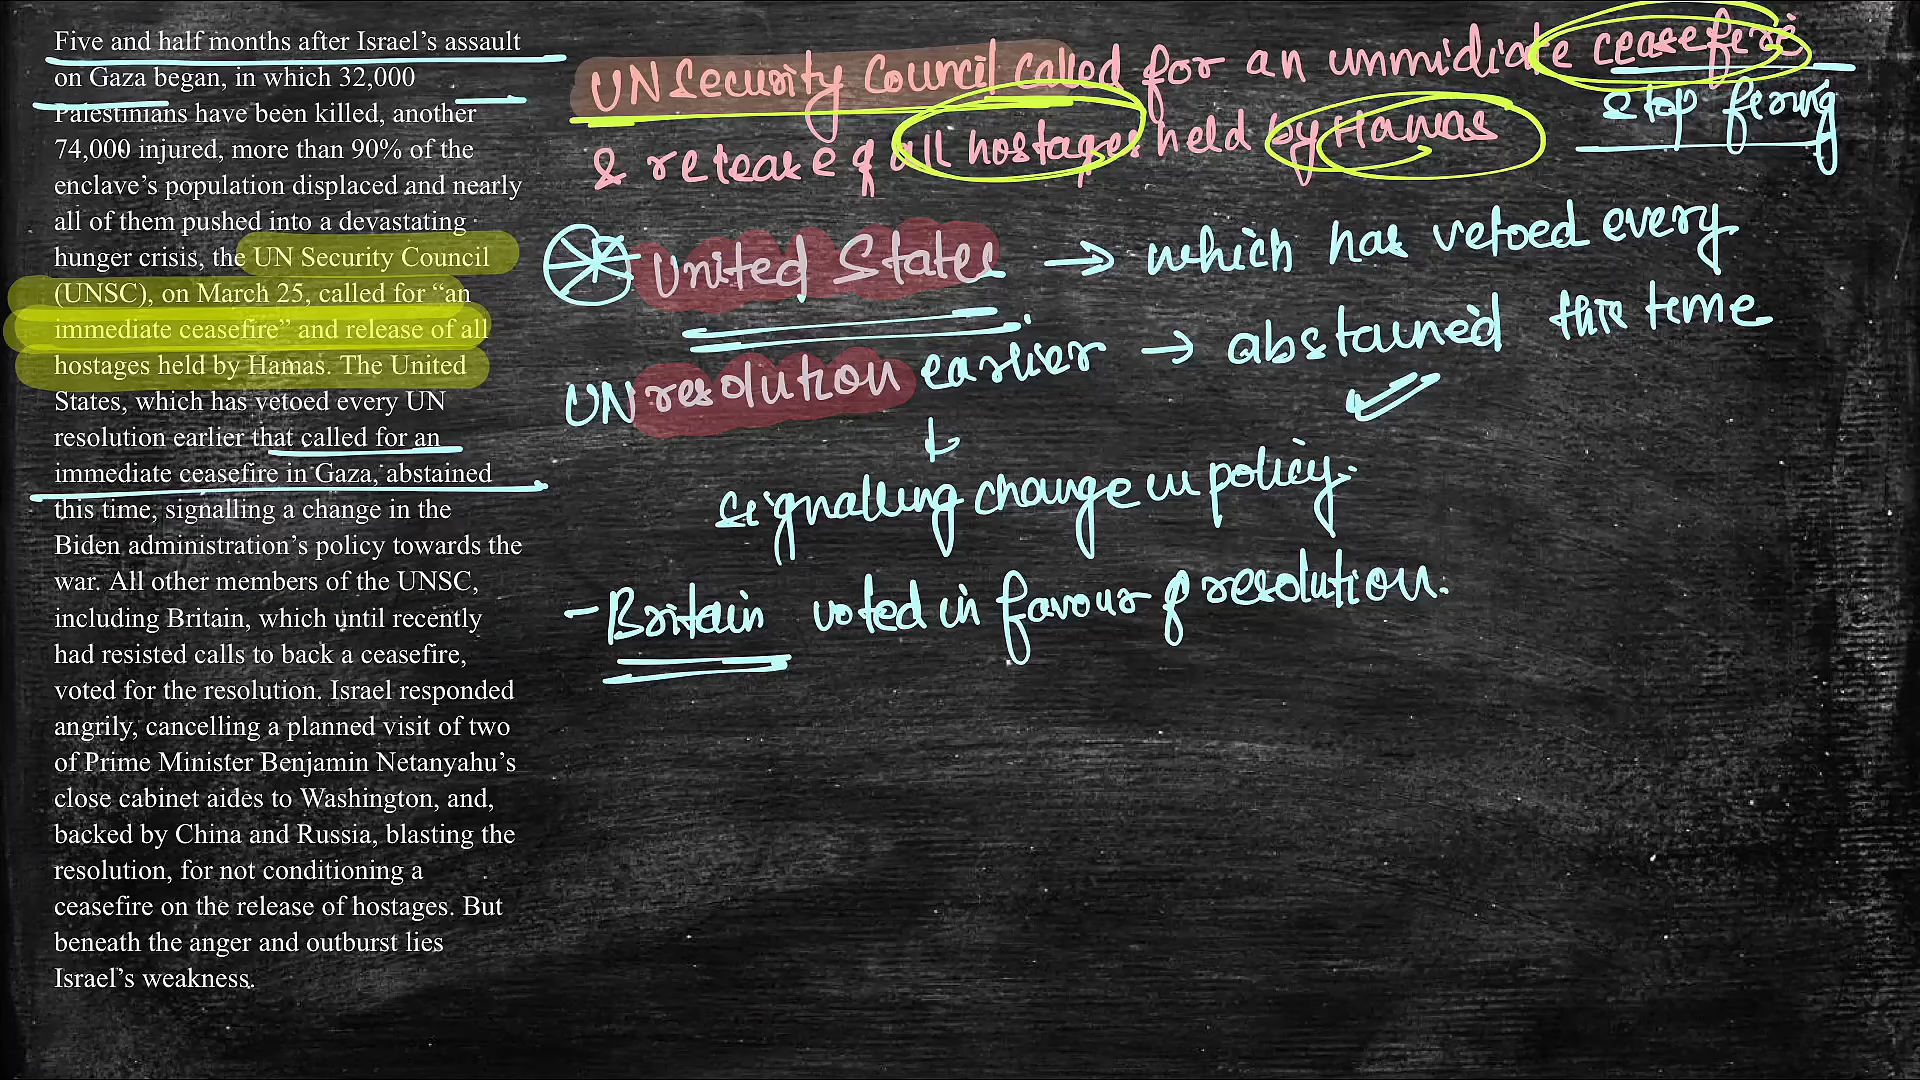 Five and half months after Israel’s assault
on Gaza began, in which 32,000
Palestinians have been killed, another
74,000 injured, more than 90% of the
enclave’s population displaced and nearly
all of them pushed into a devastating
hunger crisis, the UN Security Council
(UNSC), on March 25, called for “an
immediate ceasefire” and release of all
hostages held by Hamas. The United
States, which has vetoed every UN
resolution earlier that called for an
immediate ceasefire in Gaza, abstained
this time, signalling a change in the
Biden administration’s policy towards the
war. All other members of the UNSC,
including Britain, which until recently
had resisted calls to back a ceasefire,
voted for the resolution. Israel responded
angrily, cancelling a planned visit of two
of Prime Minister Benjamin Netanyahu’s
close cabinet aides to Washington, and,
backed by China and Russia, blasting the
resolution, for not conditioning a
ceasefire on the release of hostages. But
beneath the anger and outburst lies
Israel’s weakness.
UN Security Council called for an unmidiate ceasefire
stop fering
& release of all hostages held by Hamas
United States → which has vetoed every
UN resolution earlier → abstained this time
signalling change in policy.
- Britain voted in favour of resolution.